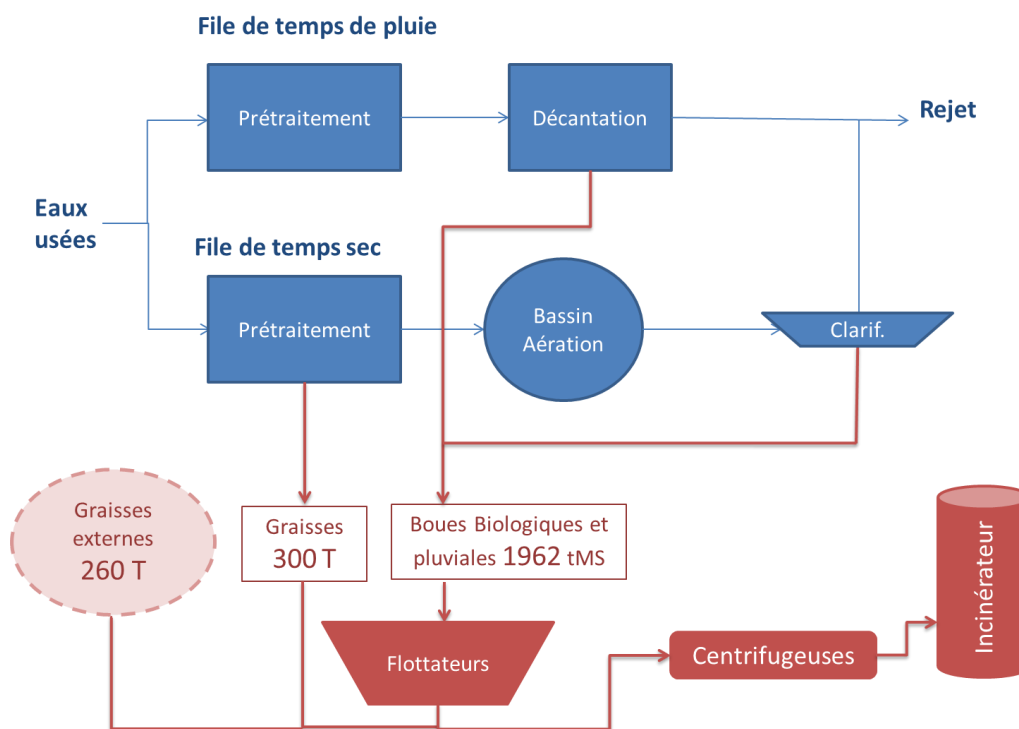 File de temps de pluie
Prétraitement
Décantation
Rejet
Eaux
usées
File de temps sec
Prétraitement
Bassin
Aération
Clarif.
Graisses
externes
260 T
Graisses
300 T
Boues Biologiques et
pluviales 1962 tMS
Incinérateur
Flottateurs
Centrifugeuses